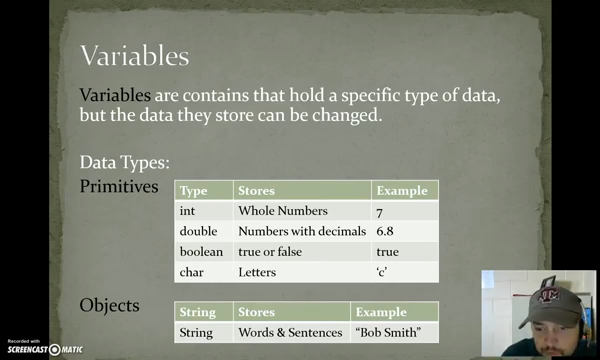 Variables
Variables are contains that hold a specific type of data,
but the data they store can be changed.
Data Types:
Primitives
Type Stores Example
int Whole Numbers 7
double Numbers with decimals 6.8
boolean true or false true
char Letters 'c'
Objects
String Stores Example
String Words & Sentences "Bob Smith"
Recorded with
SCREENCAST MATIC